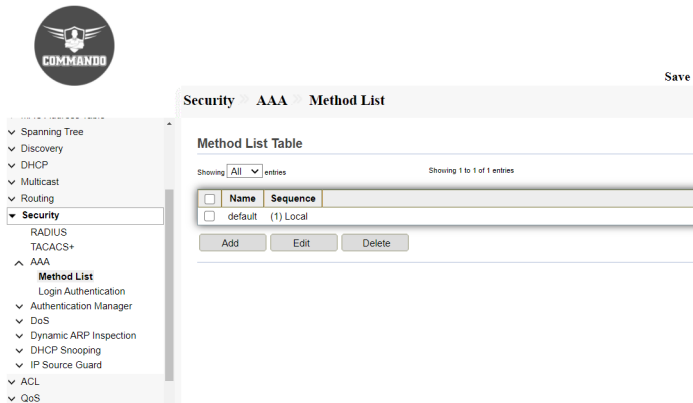 COMMANDO
Save
Security » AAA » Method List
Spanning Tree
Discovery
DHCP
Multicast
Routing
Security
RADIUS
TACACS+
AAA
Method List
Login Authentication
Authentication Manager
DoS
Dynamic ARP Inspection
DHCP Snooping
IP Source Guard
ACL
QoS
Method List Table
Showing All entries
Showing 1 to 1 of 1 entries
Name Sequence
default (1) Local
Add Edit Delete